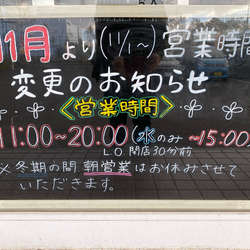 11月より(11/1~)営業時間
変更のお知らせ
<営業時間>
11:00~20:00(水のみ~15:00)
L.O 閉店30分前
※冬期の間 朝営業はお休みさせて
いただきます。